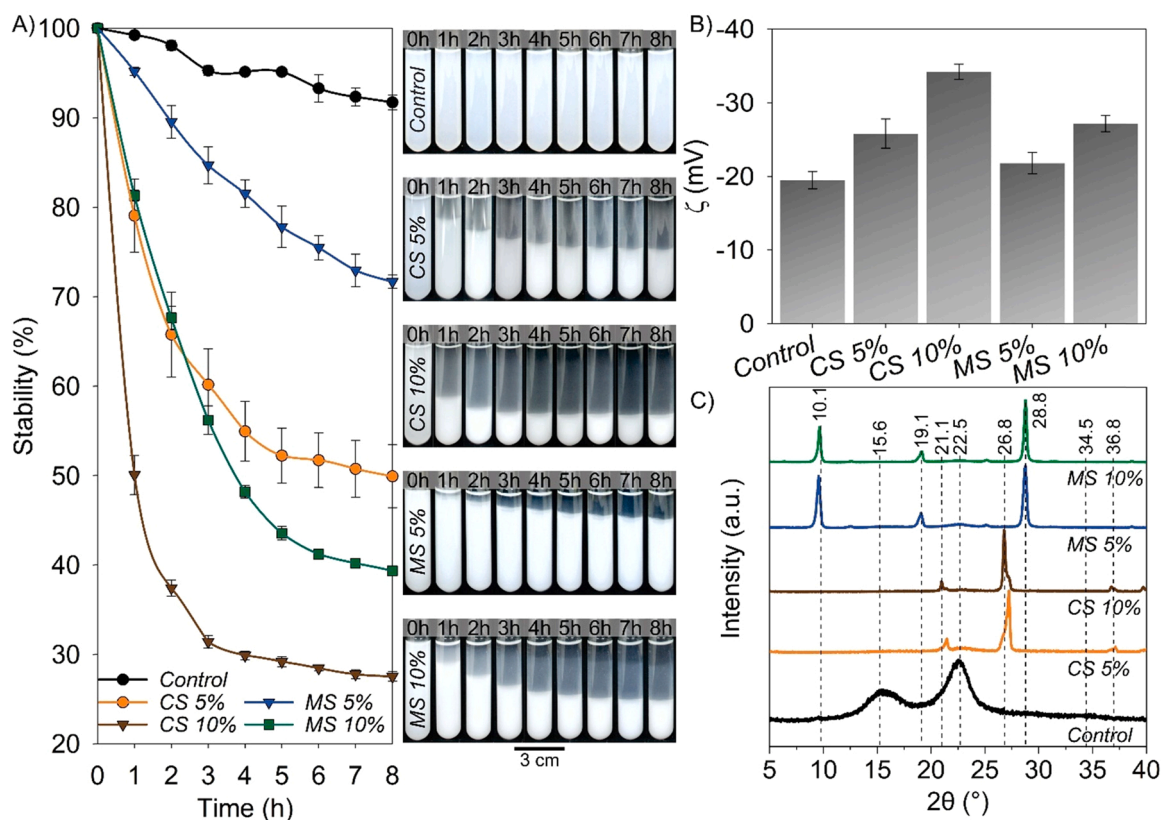 A)
100
90
80
70
60
50
40
30
20
Stability (%)
0 1 2 3 4 5 6 7 8
Time (h)
Control
CS 5% MS 5%
CS 10% MS 10%
0h 1h 2h 3h 4h 5h 6h 7h 8h
Control
0h 1h 2h 3h 4h 5h 6h 7h 8h
CS 5%
0h 1h 2h 3h 4h 5h 6h 7h 8h
CS 10%
0h 1h 2h 3h 4h 5h 6h 7h 8h
MS 5%
0h 1h 2h 3h 4h 5h 6h 7h 8h
MS 10%
3 cm
B)
-40
-30
-20
-10
-0
ζ (mV)
Control CS 5% CS 10% MS 5% MS 10%
C)
10.1 15.6 19.1 21.1 22.5 26.8 28.8 34.5 36.8
MS 10%
MS 5%
CS 10%
CS 5%
Control
Intensity (a.u.)
5 10 15 20 25 30 35 40
2θ (°)